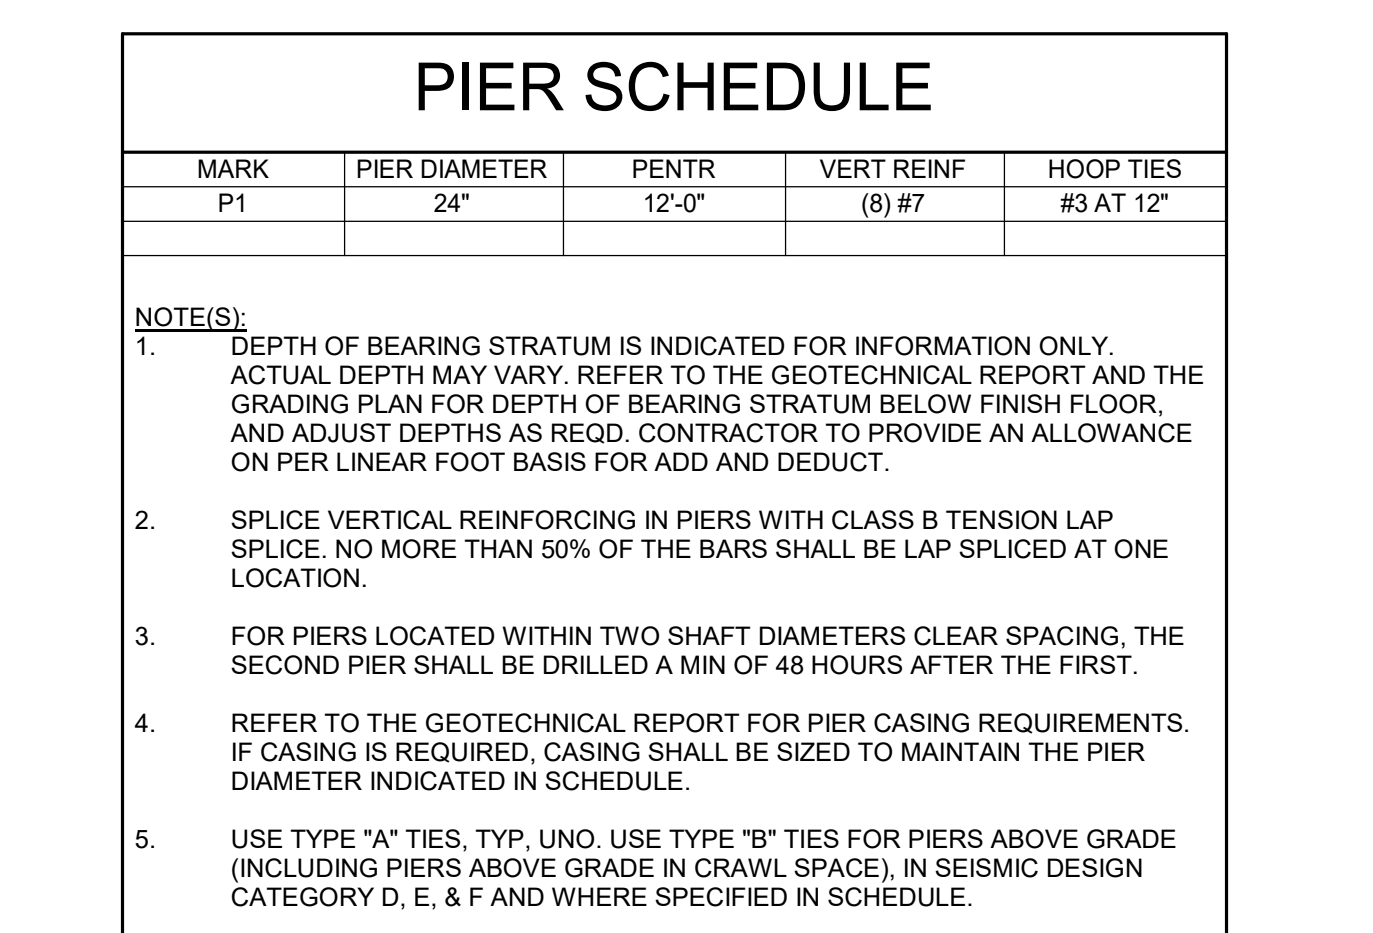 PIER SCHEDULE
MARK PIER DIAMETER PENTR VERT REINF HOOP TIES
P1 24" 12'-0" (8) #7 #3 AT 12"
NOTE(S):
1. DEPTH OF BEARING STRATUM IS INDICATED FOR INFORMATION ONLY.
ACTUAL DEPTH MAY VARY. REFER TO THE GEOTECHNICAL REPORT AND THE
GRADING PLAN FOR DEPTH OF BEARING STRATUM BELOW FINISH FLOOR,
AND ADJUST DEPTHS AS REQD. CONTRACTOR TO PROVIDE AN ALLOWANCE
ON PER LINEAR FOOT BASIS FOR ADD AND DEDUCT.
2. SPLICE VERTICAL REINFORCING IN PIERS WITH CLASS B TENSION LAP
SPLICE. NO MORE THAN 50% OF THE BARS SHALL BE LAP SPLICED AT ONE
LOCATION.
3. FOR PIERS LOCATED WITHIN TWO SHAFT DIAMETERS CLEAR SPACING, THE
SECOND PIER SHALL BE DRILLED A MIN OF 48 HOURS AFTER THE FIRST.
4. REFER TO THE GEOTECHNICAL REPORT FOR PIER CASING REQUIREMENTS.
IF CASING IS REQUIRED, CASING SHALL BE SIZED TO MAINTAIN THE PIER
DIAMETER INDICATED IN SCHEDULE.
5. USE TYPE "A" TIES, TYP, UNO. USE TYPE "B" TIES FOR PIERS ABOVE GRADE
(INCLUDING PIERS ABOVE GRADE IN CRAWL SPACE), IN SEISMIC DESIGN
CATEGORY D, E, & F AND WHERE SPECIFIED IN SCHEDULE.